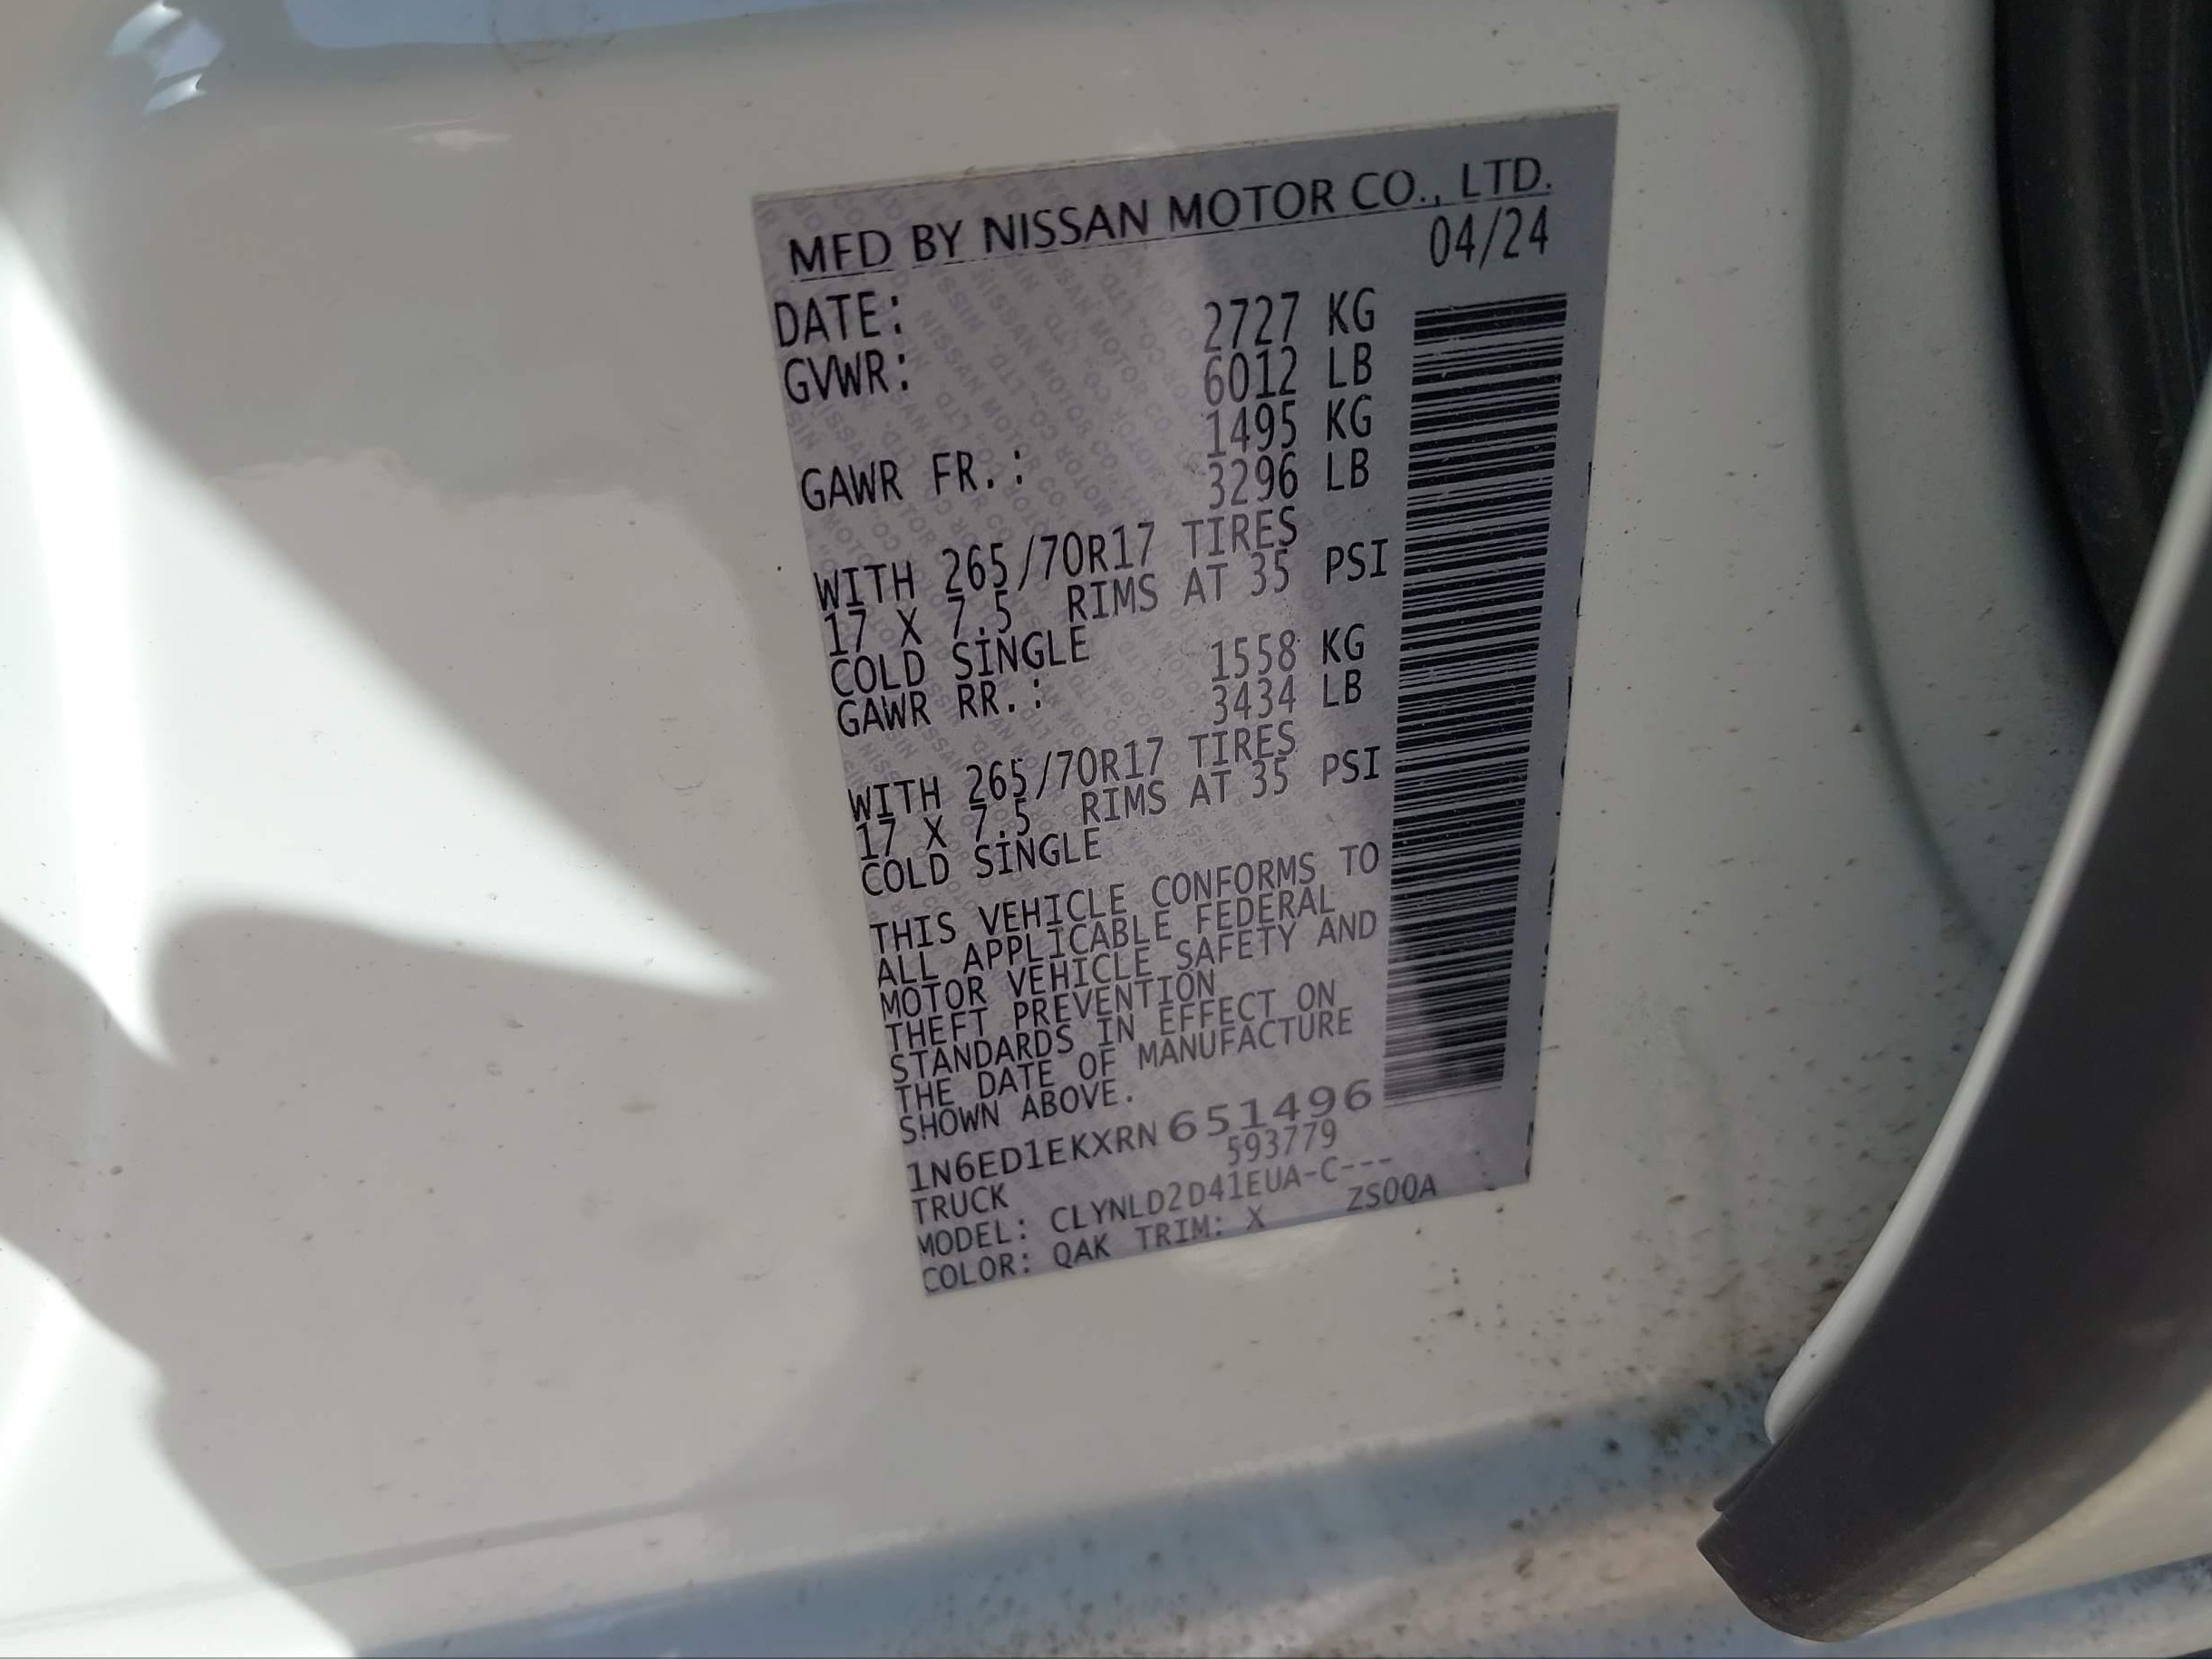 MFD BY NISSAN MOTOR CO., LTD.
DATE: 04/24
GVWR: 2727 KG
6012 LB
GAWR FR.: 1495 KG
3296 LB
WITH 265/70R17 TIRES
17 X 7.5 RIMS AT 35 PSI
COLD SINGLE
GAWR RR.: 1558 KG
3434 LB
WITH 265/70R17 TIRES
17 X 7.5 RIMS AT 35 PSI
COLD SINGLE
THIS VEHICLE CONFORMS TO
ALL APPLICABLE FEDERAL
MOTOR VEHICLE SAFETY AND
THEFT PREVENTION
STANDARDS IN EFFECT ON
THE DATE OF MANUFACTURE
SHOWN ABOVE.
1N6ED1EKXRN651496
TRUCK 593779
MODEL: CLYNLD2D41EUA-C---
COLOR: QAK TRIM: X ZS00A